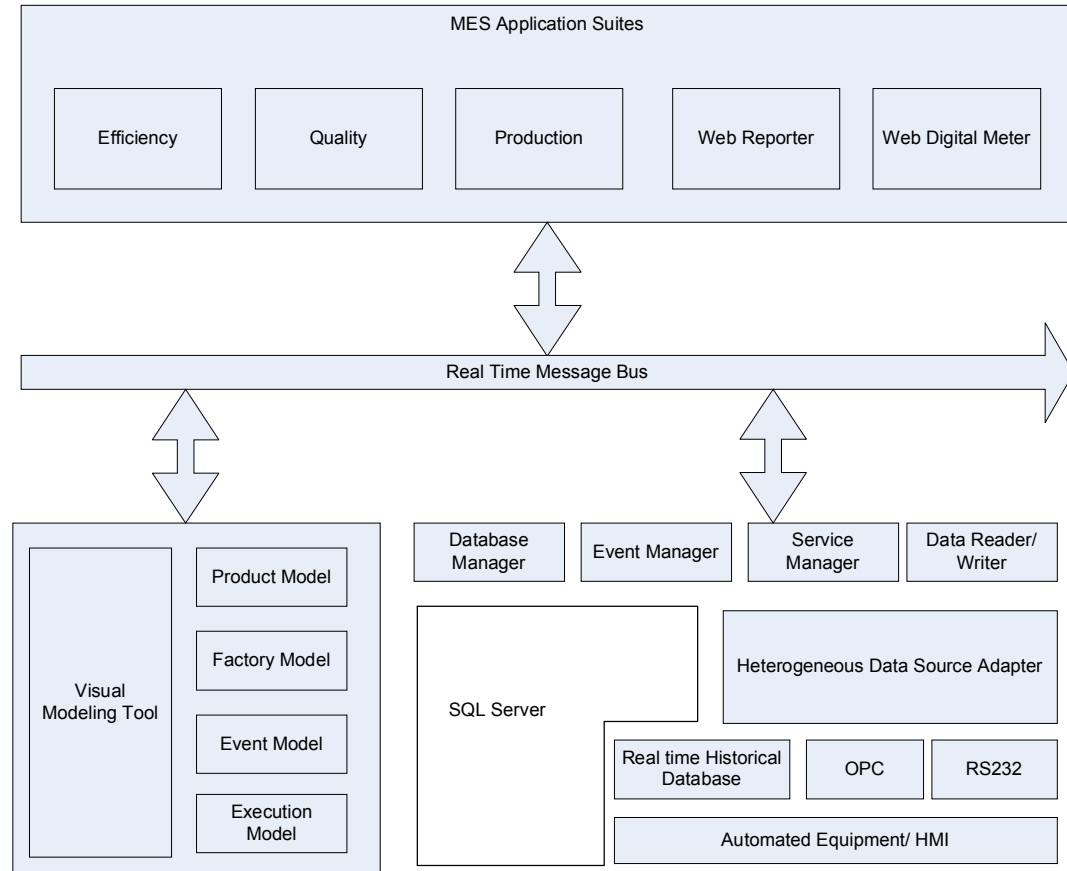 MES Application Suites
Efficiency
Quality
Production
Web Reporter
Web Digital Meter
Real Time Message Bus
Visual
Modeling Tool
Product Model
Factory Model
Event Model
Execution
Model
Database
Manager
Event Manager
Service
Manager
Data Reader/
Writer
SQL Server
Heterogeneous Data Source Adapter
Real time Historical
Database
OPC
RS232
Automated Equipment/ HMI